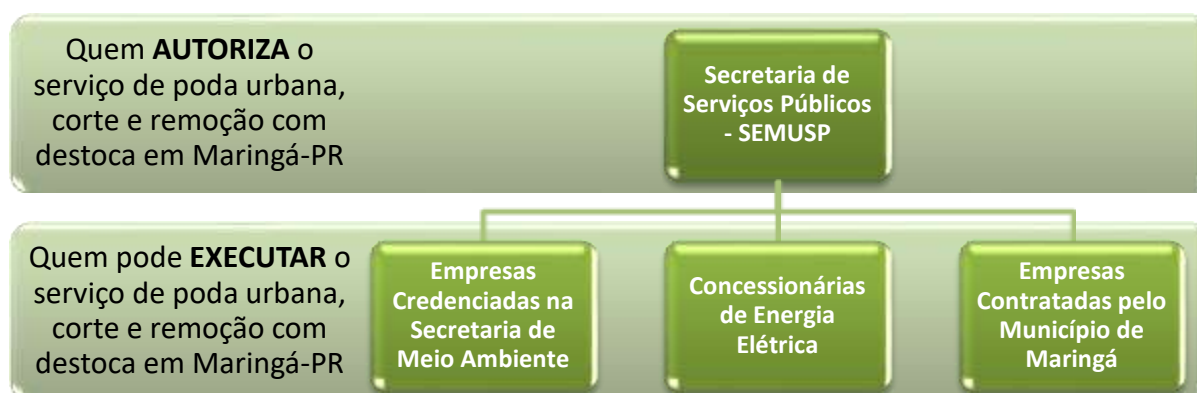 Quem AUTORIZA o
serviço de poda urbana,
corte e remoção com
destoca em Maringá-PR
Secretaria de
Serviços Públicos
- SEMUSP
Quem pode EXECUTAR o
serviço de poda urbana,
corte e remoção com
destoca em Maringá-PR
Empresas
Credenciadas na
Secretaria de
Meio Ambiente
Concessionárias
de Energia
Elétrica
Empresas
Contratadas pelo
Município de
Maringá